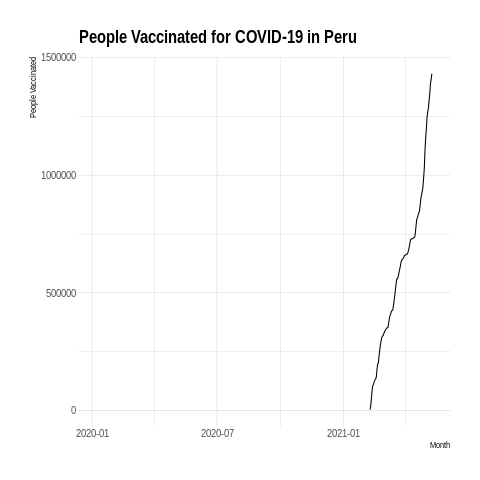 People Vaccinated for COVID-19 in Peru
People Vaccinated
1500000
1000000
500000
0
2020-01 2020-07 2021-01
Month